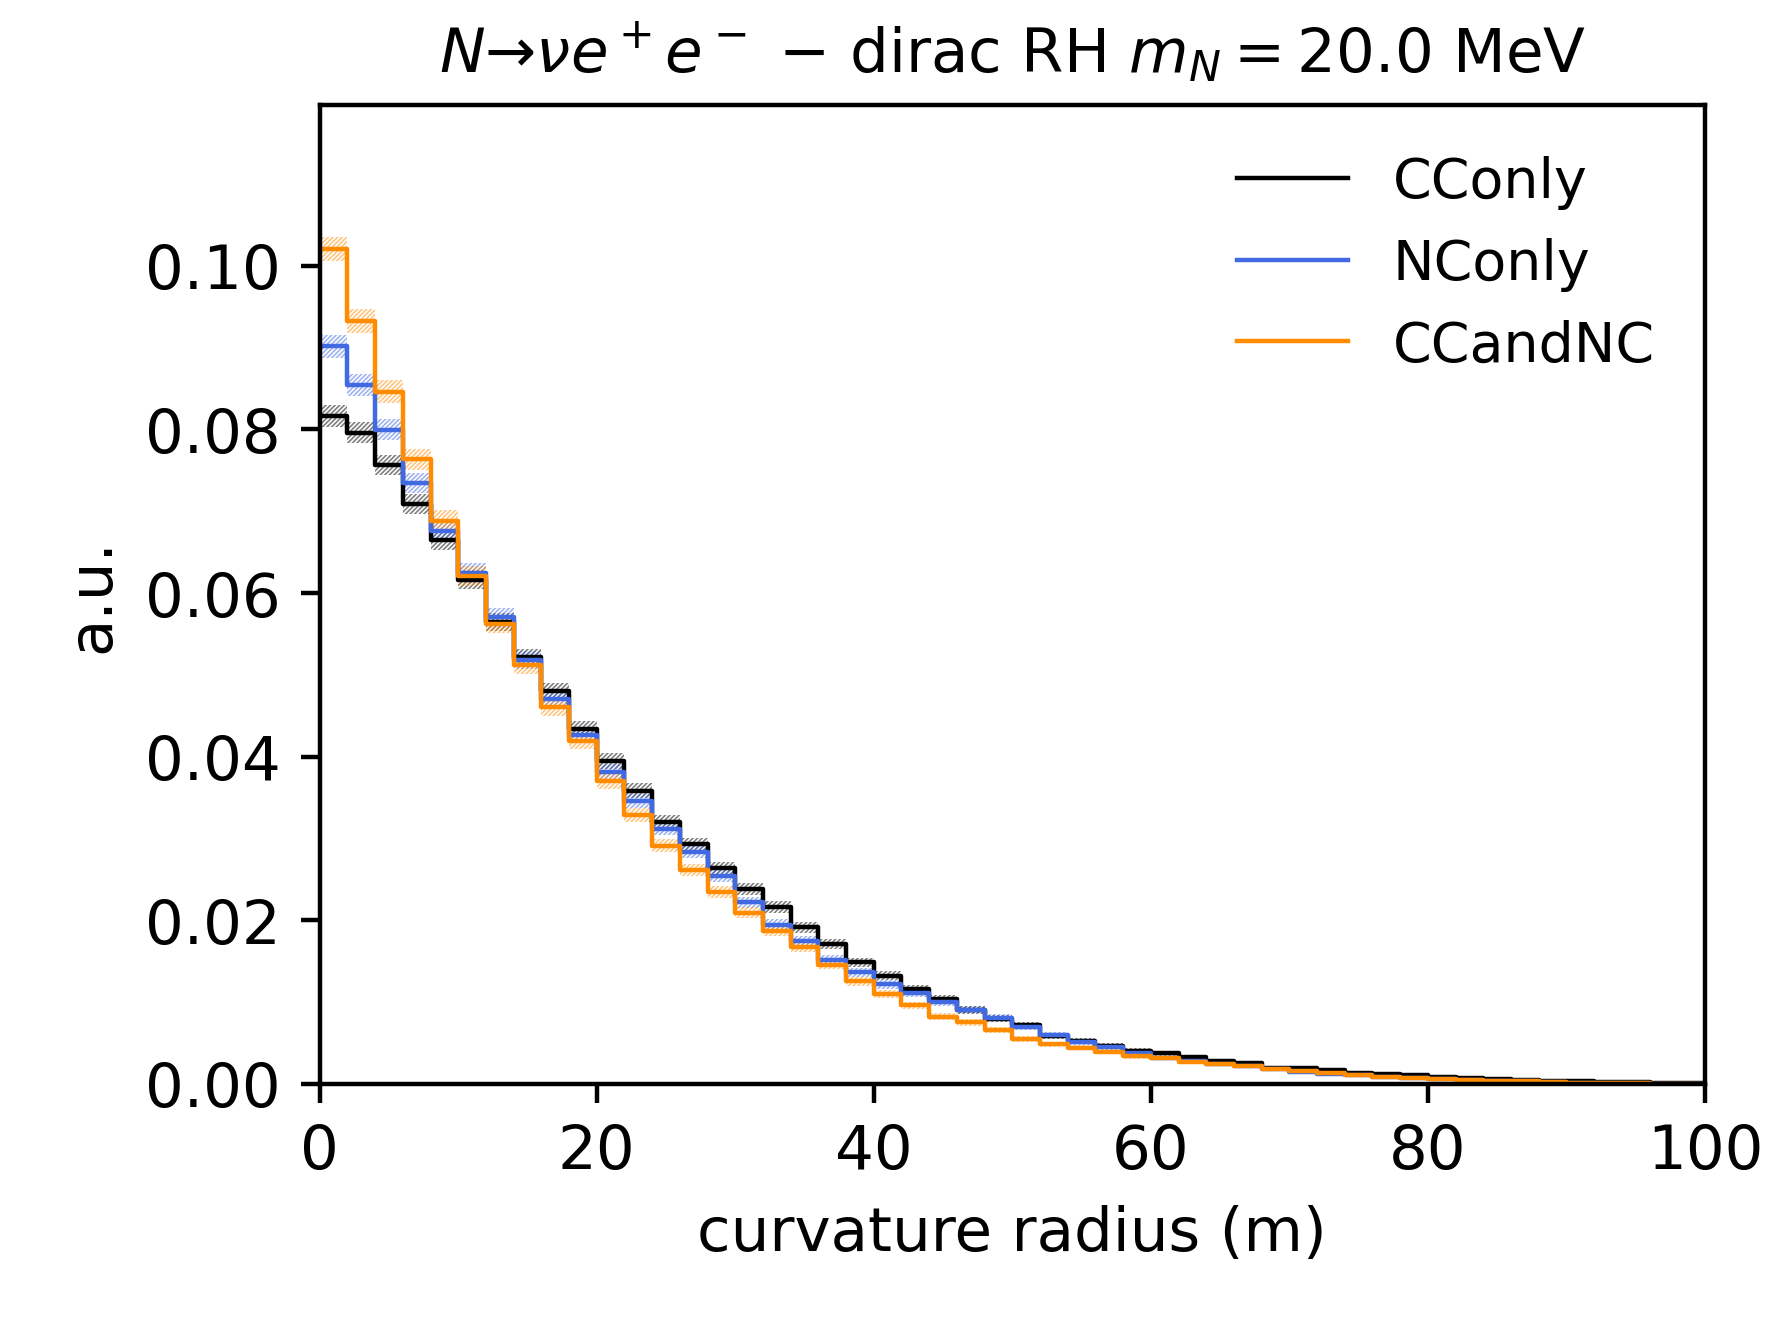 N→νe⁺e⁻ − dirac RH m_N = 20.0 MeV
CConly
NConly
CCandNC
a.u.
0.10
0.08
0.06
0.04
0.02
0.00
0 20 40 60 80 100
curvature radius (m)